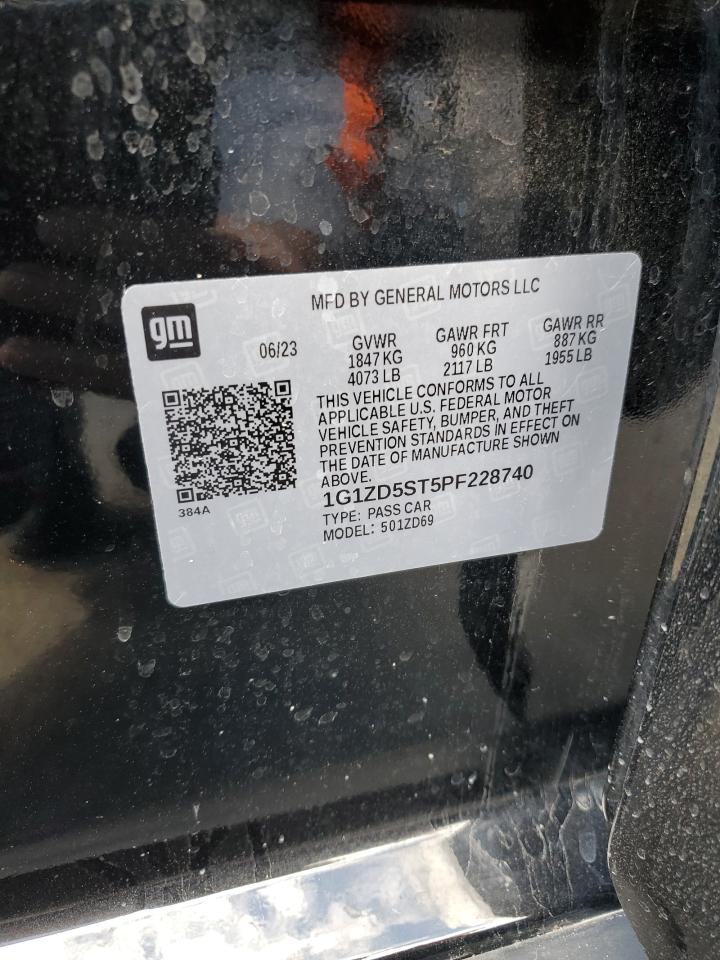 MFD BY GENERAL MOTORS LLC
gm
06/23
GVWR GAWR FRT GAWR RR
1847 KG 960 KG 887 KG
4073 LB 2117 LB 1955 LB
THIS VEHICLE CONFORMS TO ALL
APPLICABLE U.S. FEDERAL MOTOR
VEHICLE SAFETY, BUMPER, AND THEFT
PREVENTION STANDARDS IN EFFECT ON
THE DATE OF MANUFACTURE SHOWN
ABOVE.
1G1ZD5ST5PF228740
384A
TYPE: PASS CAR
MODEL: 501ZD69